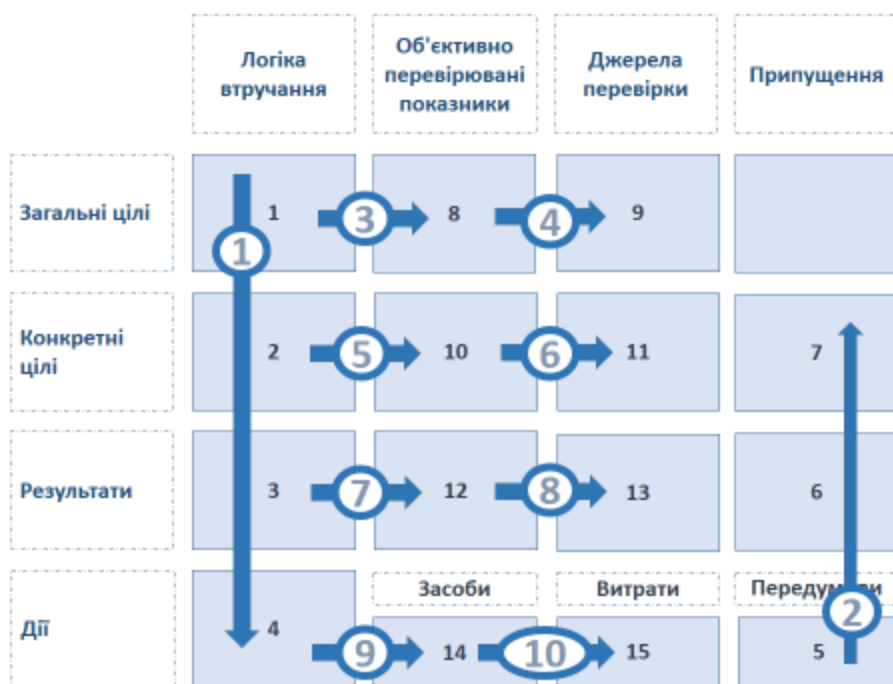 Логіка
втручання
Об'єктивно
перевірювані
показники
Джерела
перевірки
Припущення
Загальні цілі
1
1
3
8
4
9
Конкретні
цілі
2
5
10
6
11
7
Результати
3
7
12
8
13
6
Дії
4
Засоби
Витрати
Передумови
2
9
14
10
15
5